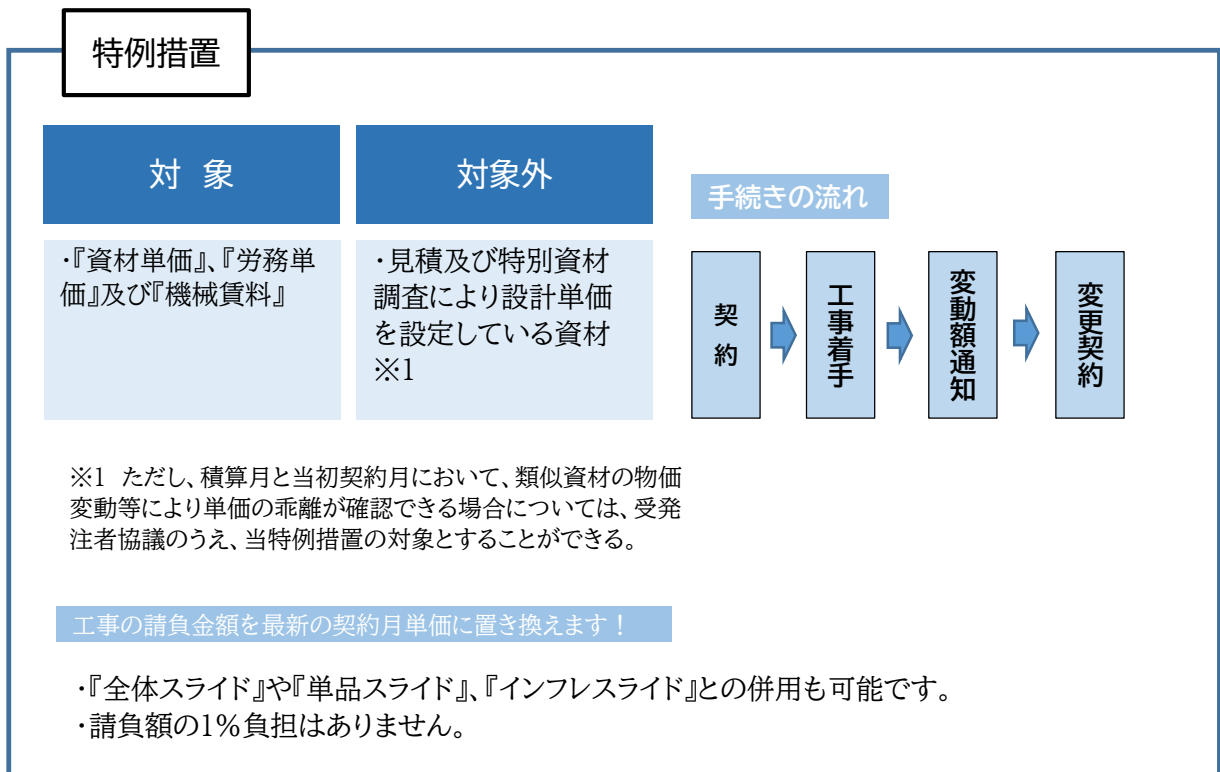 特例措置
対 象
対象外
・『資材単価』、『労務単
価』及び『機械賃料』
・見積及び特別資材
調査により設計単価
を設定している資材
※1
手続きの流れ
契約
工事着手
変動額通知
変更契約
※1 ただし、積算月と当初契約月において、類似資材の物価
変動等により単価の乖離が確認できる場合については、受発
注者協議のうえ、当特例措置の対象とすることができる。
工事の請負金額を最新の契約月単価に置き換えます！
・『全体スライド』や『単品スライド』、『インフレスライド』との併用も可能です。
・請負額の1%負担はありません。